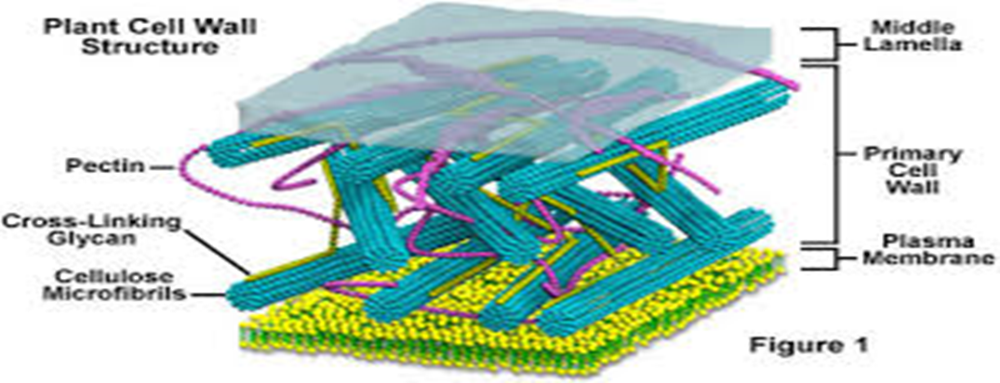 Plant Cell Wall
Structure
Middle
Lamella
Pectin
Primary
Cell
Wall
Cross-Linking
Glycan
Plasma
Membrane
Cellulose
Microfibrils
Figure 1